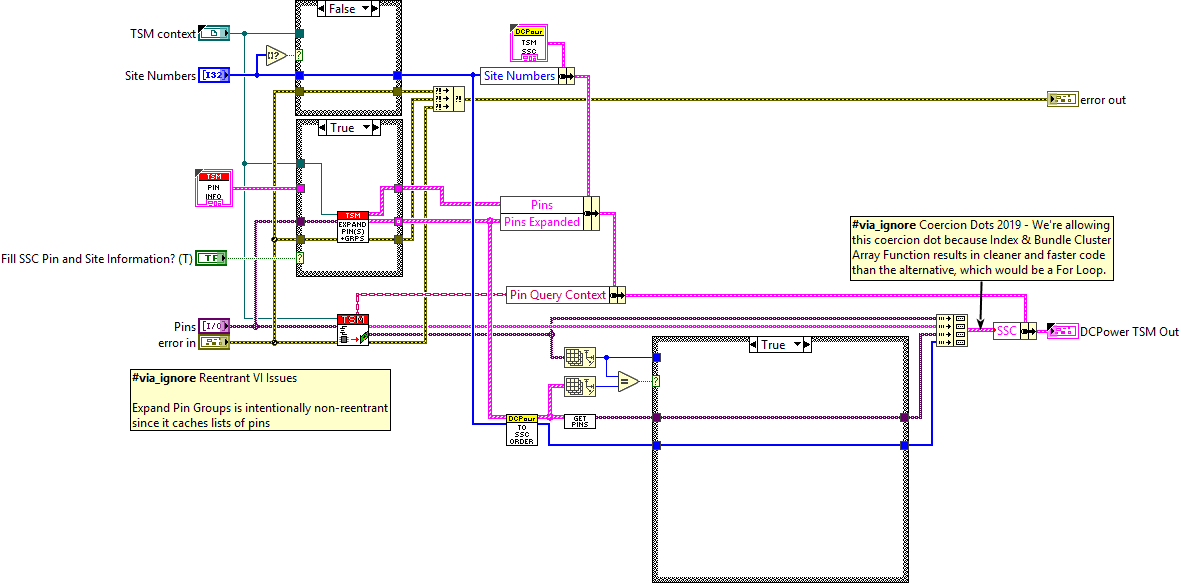 False
TSM context
[]?
?
Site Numbers
[I32]
DCPowr
TSM
SSC
Site Numbers
?!
?!
?!
?!
error out
True
TSM
PIN
INFO
TSM
EXPAND
PIN(S)
+GRPS
Pins
Pins Expanded
Fill SSC Pin and Site Information? (T)
TF
?
#via_ignore Coercion Dots 2019 - We're allowing
this coercion dot because Index & Bundle Cluster
Array Function results in cleaner and faster code
than the alternative, which would be a For Loop.
Pin Query Context
Pins
[I/O]
TSM
error in
SSC
DCPower TSM Out
True
=
?
#via_ignore Reentrant VI Issues
Expand Pin Groups is intentionally non-reentrant
since it caches lists of pins
DCPowr
TO
SSC
ORDER
GET
PINS